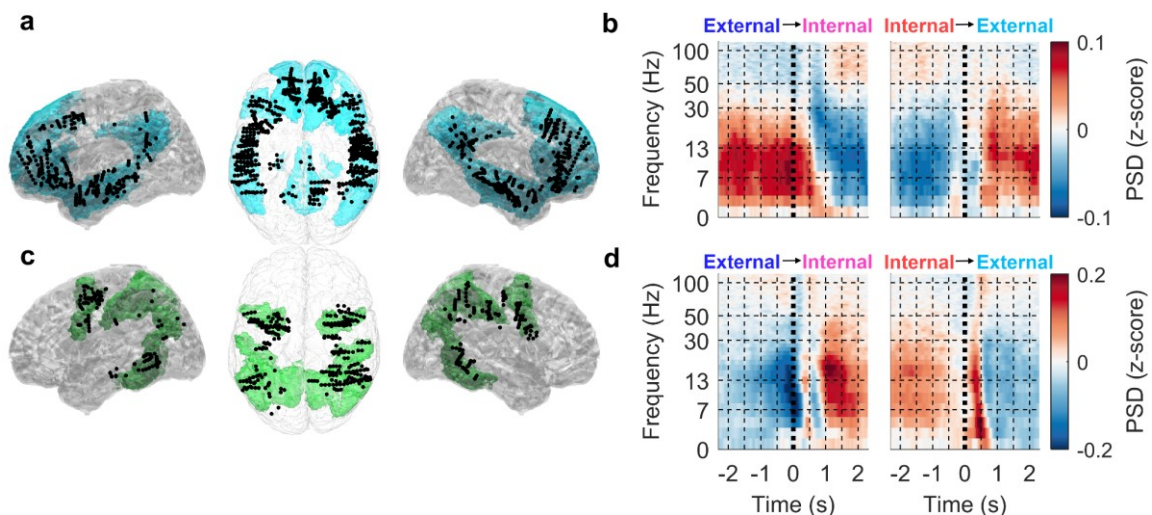 a
b
External → Internal
Internal → External
Frequency (Hz)
100
50
30
13
7
0
0.1
0
-0.1
PSD (z-score)
c
d
External → Internal
Internal → External
Frequency (Hz)
100
50
30
13
7
0
-2 -1 0 1 2
-2 -1 0 1 2
Time (s)
Time (s)
0.2
0
-0.2
PSD (z-score)